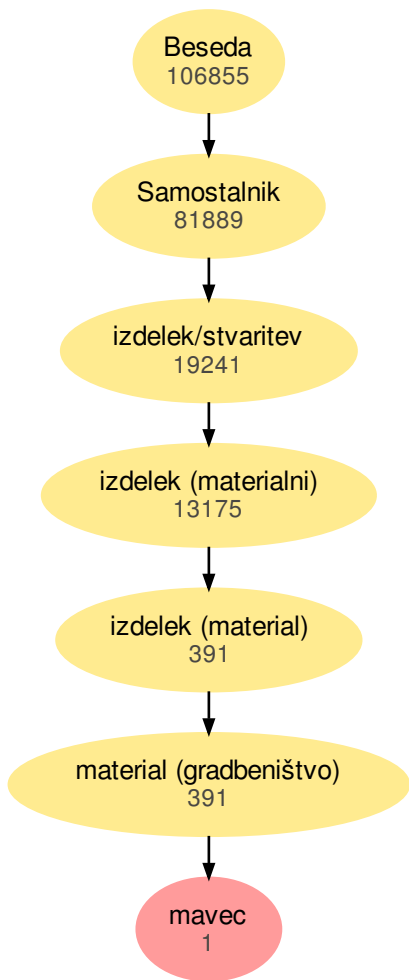 Beseda
106855
Samostalnik
81889
izdelek/stvaritev
19241
izdelek (materialni)
13175
izdelek (material)
391
material (gradbeništvo)
391
mavec
1